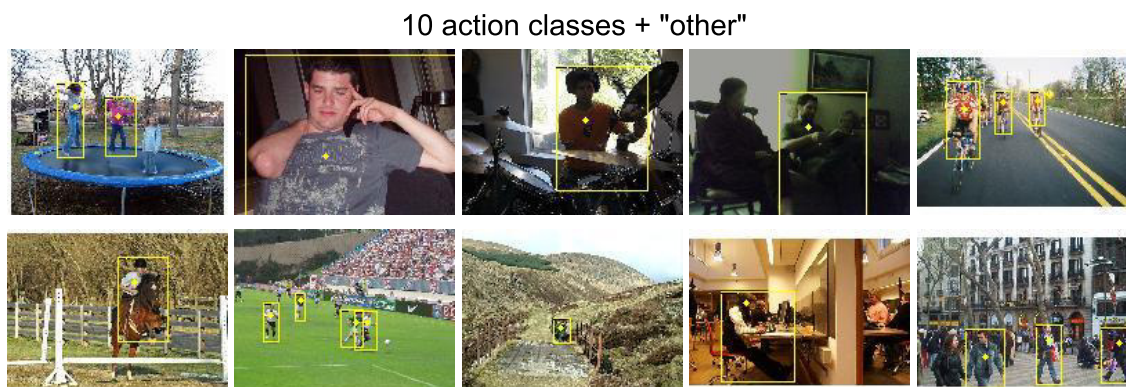 10 action classes + "other"